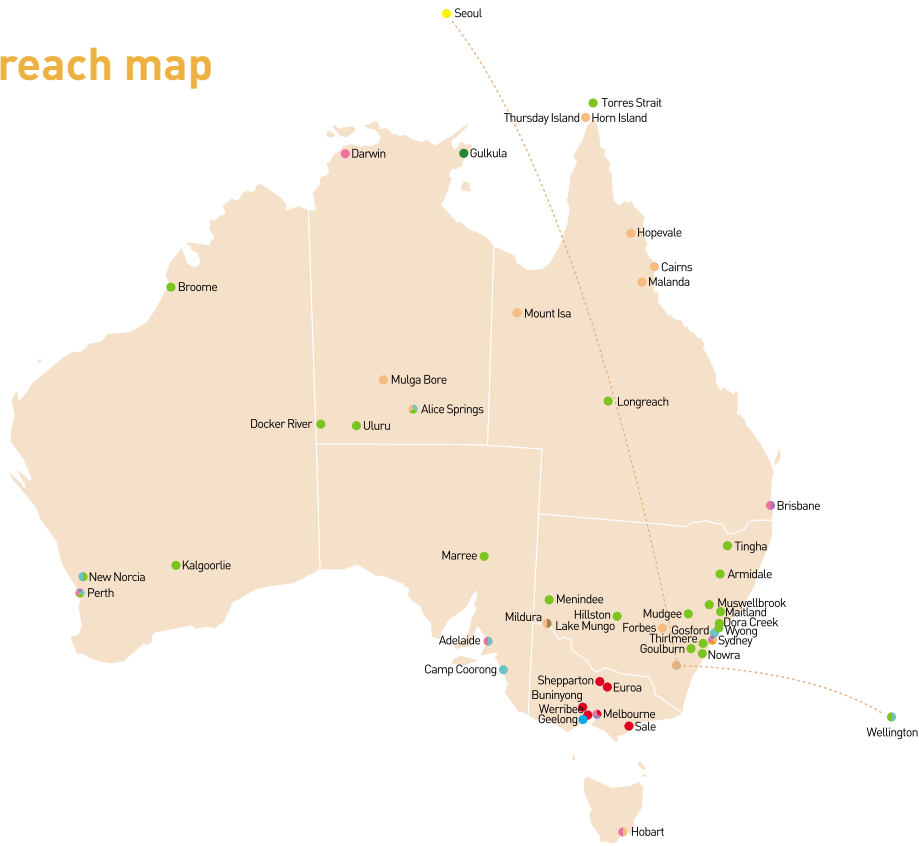 Seoul
reach map
Torres Strait
Thursday Island
Horn Island
Darwin
Gulkula
Hopevale
Cairns
Malanda
Broome
Mount Isa
Mulga Bore
Longreach
Alice Springs
Docker River
Uluru
Brisbane
Tingha
Marree
Kalgoorlie
Armidale
New Norcia
Perth
Menindee
Muswellbrook
Maitland
Hillston
Mudgee
Mildura
Lake Mungo
Forbes
Dora Creek
Gosford
Wyong
Thirlmere
Sydney
Adelaide
Goulburn
Nowra
Camp Coorong
Shepparton
Euroa
Buninyong
Werribee
Melbourne
Geelong
Sale
Wellington
Hobart